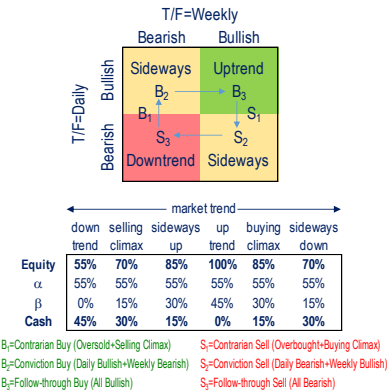 T/F=Weekly
Bearish Bullish
T/F=Daily
Bullish
Bearish
Sideways Uptrend
B₂ B₃
B₁ S₁
S₃ S₂
Downtrend Sideways
market trend
down trend selling climax sideways up up trend buying climax sideways down
Equity 55% 70% 85% 100% 85% 70%
α 55% 55% 55% 55% 55% 55%
β 0% 15% 30% 45% 30% 15%
Cash 45% 30% 15% 0% 15% 30%
B₁=Contrarian Buy (Oversold+Selling Climax) S₁=Contrarian Sell (Overbought+Buying Climax)
B₂=Conviction Buy (Daily Bullish+Weekly Bearish) S₂=Conviction Sell (Daily Bearish+Weekly Bullish)
B₃=Follow-through Buy (All Bullish) S₃=Follow-through Sell (All Bearish)